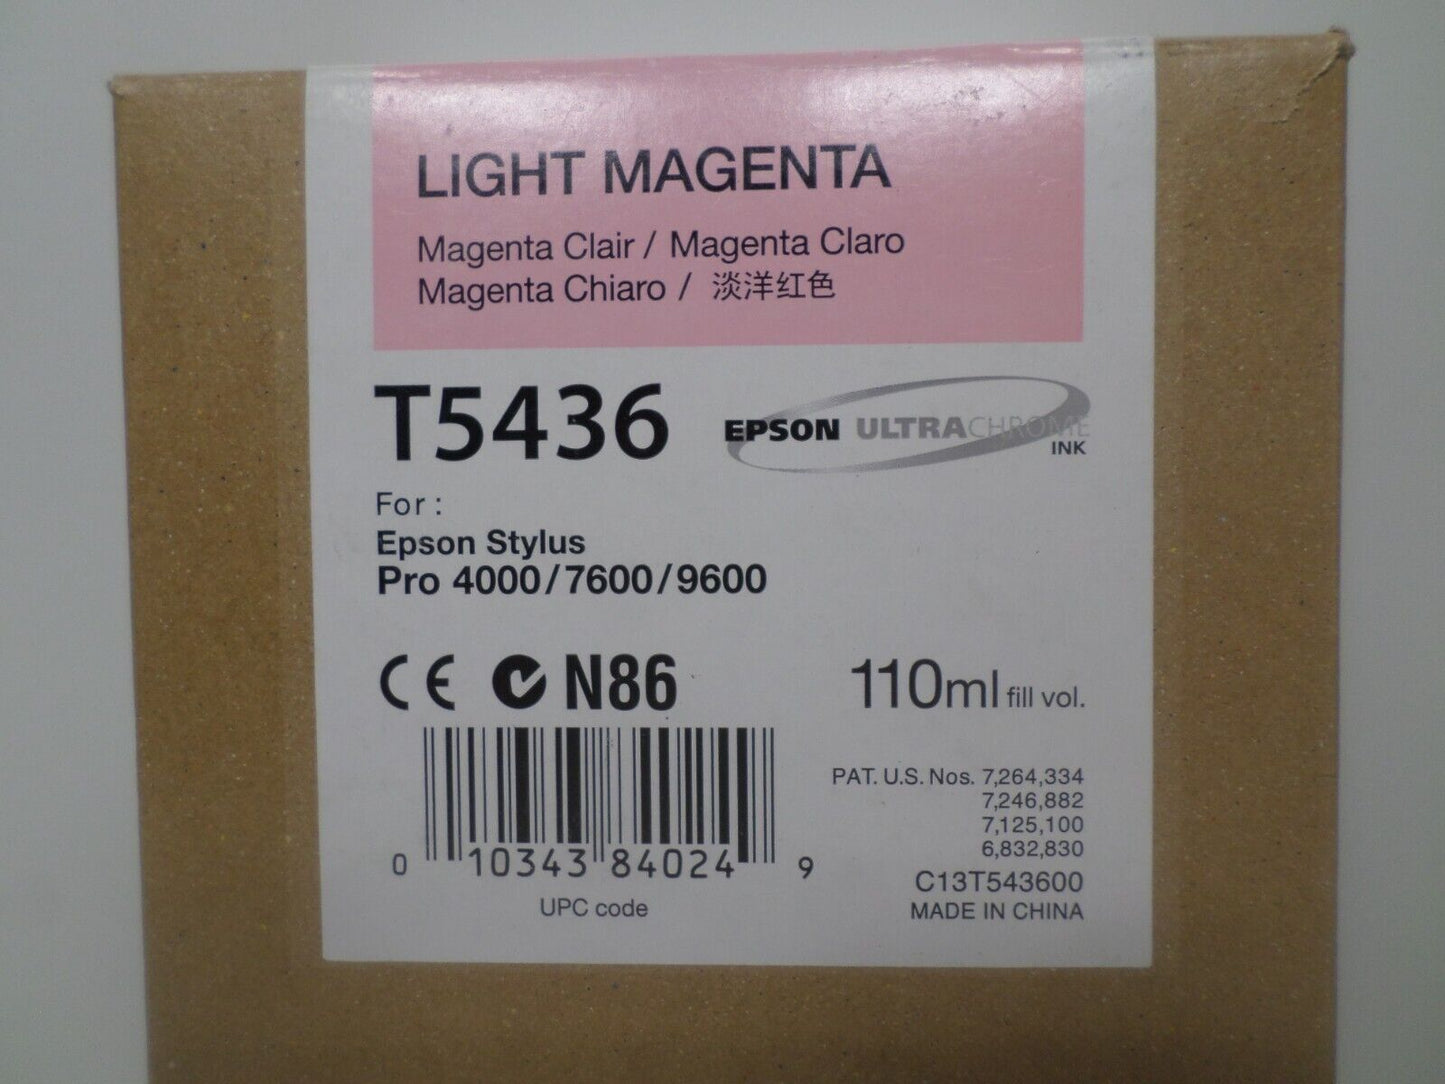 LIGHT MAGENTA
Magenta Clair / Magenta Claro
Magenta Chiaro / 淡洋红色
T5436
EPSON ULTRACHROME
INK
For :
Epson Stylus
Pro 4000/7600/9600
CE N86
110ml fill vol.
PAT. U.S. Nos. 7,264,334
7,246,882
7,125,100
6,832,830
C13T543600
MADE IN CHINA
0 10343 84024 9
UPC code